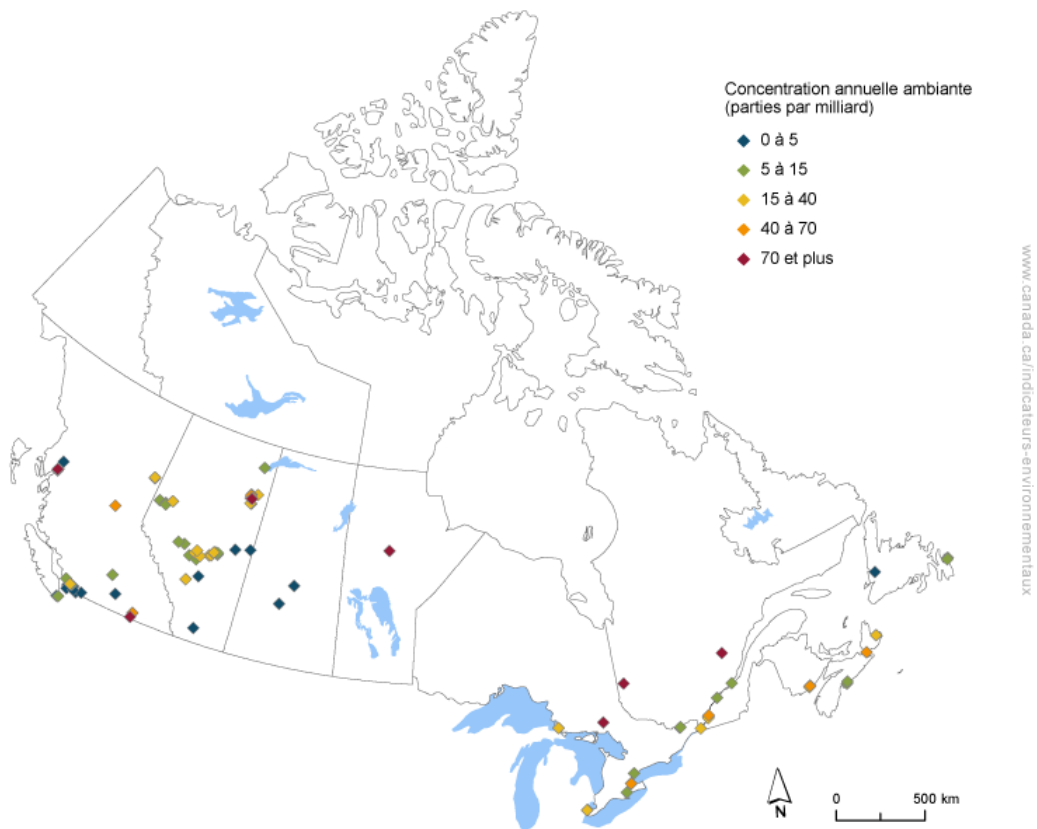 Concentration annuelle ambiante
(parties par milliard)
0 à 5
5 à 15
15 à 40
40 à 70
70 et plus
www.canada.ca/indicateurs-environnementaux
N
0 500 km